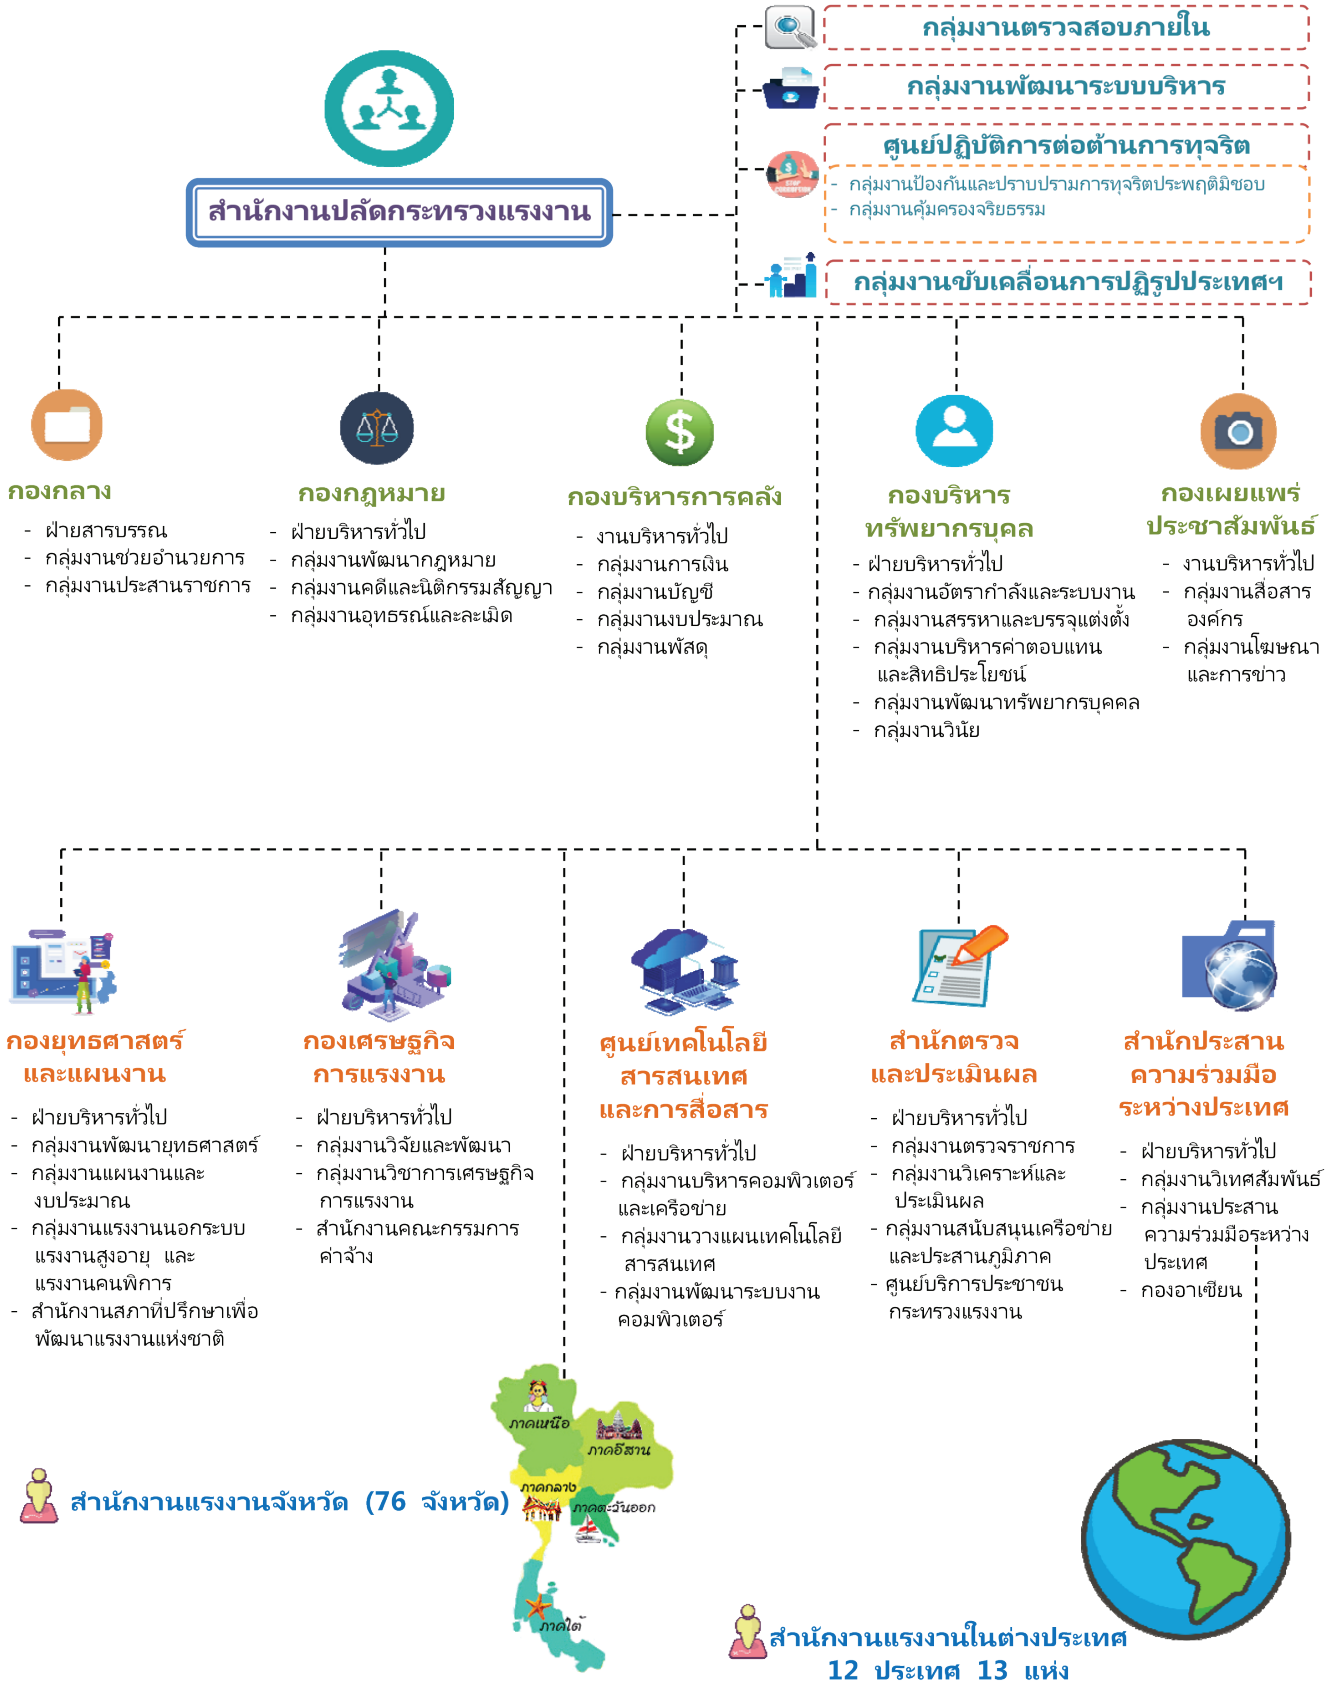 กลุ่มงานตรวจสอบภายใน
กลุ่มงานพัฒนาระบบบริหาร
ศูนย์ปฏิบัติการต่อต้านการทุจริต
- กลุ่มงานป้องกันและปราบปรามการทุจริตประพฤติมิชอบ
- กลุ่มงานคุ้มครองจริยธรรม
กลุ่มงานขับเคลื่อนการปฏิรูปประเทศฯ
สำนักงานปลัดกระทรวงแรงงาน
STOP CORRUPTION
กองกลาง
- ฝ่ายสารบรรณ
- กลุ่มงานช่วยอำนวยการ
- กลุ่มงานประสานราชการ
กองกฎหมาย
- ฝ่ายบริหารทั่วไป
- กลุ่มงานพัฒนากฎหมาย
- กลุ่มงานคดีและนิติกรรมสัญญา
- กลุ่มงานอุทธรณ์และละเมิด
กองบริหารการคลัง
- งานบริหารทั่วไป
- กลุ่มงานการเงิน
- กลุ่มงานบัญชี
- กลุ่มงานงบประมาณ
- กลุ่มงานพัสดุ
กองบริหาร
ทรัพยากรบุคล
- ฝ่ายบริหารทั่วไป
- กลุ่มงานอัตรากำลังและระบบงาน
- กลุ่มงานสรรหาและบรรจุแต่งตั้ง
- กลุ่มงานบริหารค่าตอบแทน
และสิทธิประโยชน์
- กลุ่มงานพัฒนาทรัพยากรบุคคล
- กลุ่มงานวินัย
กองเผยแพร่
ประชาสัมพันธ์
- งานบริหารทั่วไป
- กลุ่มงานสื่อสาร
องค์กร
- กลุ่มงานโฆษณา
และการข่าว
กองยุทธศาสตร์
และแผนงาน
- ฝ่ายบริหารทั่วไป
- กลุ่มงานพัฒนายุทธศาสตร์
- กลุ่มงานแผนงานและ
งบประมาณ
- กลุ่มงานแรงงานนอกระบบ
แรงงานสูงอายุ และ
แรงงานคนพิการ
- สำนักงานสภาที่ปรึกษาเพื่อ
พัฒนาแรงงานแห่งชาติ
กองเศรษฐกิจ
การแรงงาน
- ฝ่ายบริหารทั่วไป
- กลุ่มงานวิจัยและพัฒนา
- กลุ่มงานวิชาการเศรษฐกิจ
การแรงงาน
- สำนักงานคณะกรรมการ
ค่าจ้าง
ศูนย์เทคโนโลยี
สารสนเทศ
และการสื่อสาร
- ฝ่ายบริหารทั่วไป
- กลุ่มงานบริหารคอมพิวเตอร์
และเครือข่าย
- กลุ่มงานวางแผนเทคโนโลยี
สารสนเทศ
- กลุ่มงานพัฒนาระบบงาน
คอมพิวเตอร์
สำนักตรวจ
และประเมินผล
- ฝ่ายบริหารทั่วไป
- กลุ่มงานตรวจราชการ
- กลุ่มงานวิเคราะห์และ
ประเมินผล
- กลุ่มงานสนับสนุนเครือข่าย
และประสานภูมิภาค
- ศูนย์บริการประชาชน
กระทรวงแรงงาน
สำนักประสาน
ความร่วมมือ
ระหว่างประเทศ
- ฝ่ายบริหารทั่วไป
- กลุ่มงานวิเทศสัมพันธ์
- กลุ่มงานประสาน
ความร่วมมือระหว่าง
ประเทศ
- กองอาเซียน
ภาคเหนือ
ภาคอีสาน
ภาคกลาง
ภาคตะวันออก
ภาคใต้
สำนักงานแรงงานจังหวัด (76 จังหวัด)
สำนักงานแรงงานในต่างประเทศ
12 ประเทศ 13 แห่ง